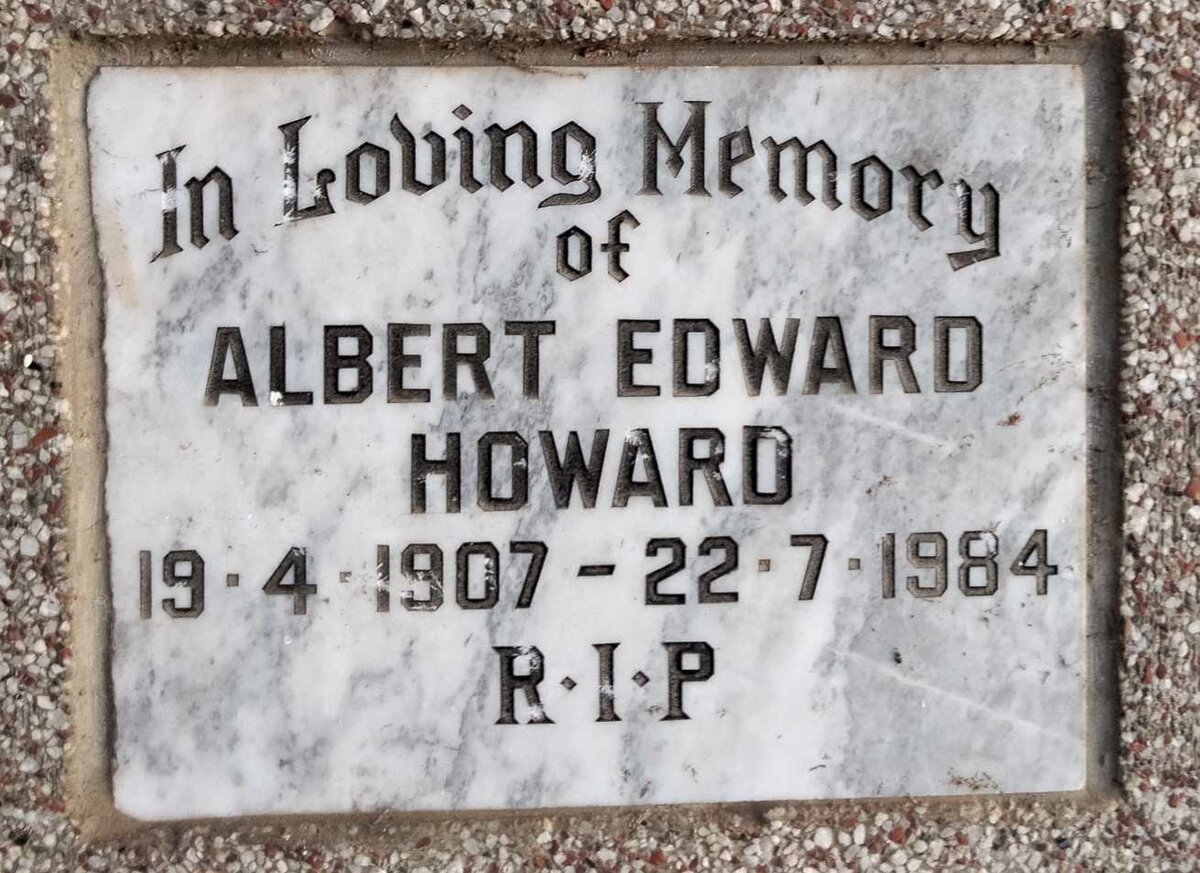 In Loving Memory
of
ALBERT EDWARD
HOWARD
19·4·1907 – 22·7·1984
R·I·P